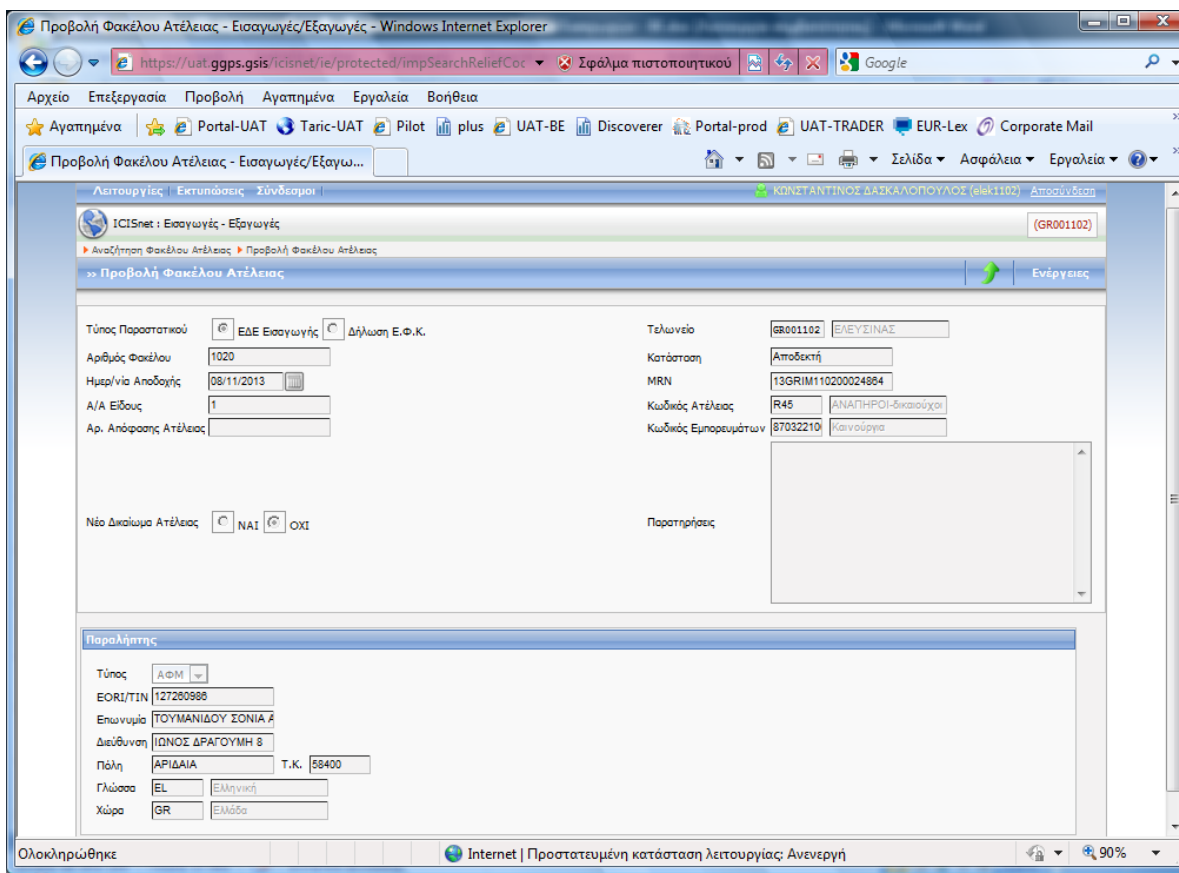 Προβολή Φακέλου Ατέλειας - Εισαγωγές/Εξαγωγές - Windows Internet Explorer
https://uat.ggps.gsis/icisnet/ie/protected/impSearchReliefCoc Σφάλμα πιστοποιητικού Google
Αρχείο Επεξεργασία Προβολή Αγαπημένα Εργαλεία Βοήθεια
Αγαπημένα Portal-UAT Taric-UAT Pilot plus UAT-BE Discoverer Portal-prod UAT-TRADER EUR-Lex Corporate Mail
Προβολή Φακέλου Ατέλειας - Εισαγωγές/Εξαγω... Σελίδα Ασφάλεια Εργαλεία
Λειτουργίες | Εκτυπώσεις Σύνδεσμοι | ΚΩΝΣΤΑΝΤΙΝΟΣ ΔΑΣΚΑΛΟΠΟΥΛΟΣ (elek1102) Αποσύνδεση
ICISnet : Εισαγωγές - Εξαγωγές (GR001102)
Αναζήτηση Φακέλου Ατέλειας Προβολή Φακέλου Ατέλειας
» Προβολή Φακέλου Ατέλειας Ενέργειες
Τύπος Παραστατικού ΕΔΕ Εισαγωγής Δήλωση Ε.Φ.Κ. Τελωνείο GR001102 ΕΛΕΥΣΙΝΑΣ
Αριθμός Φακέλου 1020 Κατάσταση Αποδεκτή
Ημερ/νία Αποδοχής 08/11/2013 MRN 13GRIM110200024864
Α/Α Είδους 1 Κωδικός Ατέλειας R45 ΑΝΑΠΗΡΟΙ-δικαιούχοι
Αρ. Απόφασης Ατέλειας Κωδικός Εμπορευμάτων 87032210 Καινούργια
Νέο Δικαίωμα Ατέλειας ΝΑΙ ΟΧΙ Παρατηρήσεις
Παραλήπτης
Τύπος ΑΦΜ
EORI/TIN 127260986
Επωνυμία ΤΟΥΜΑΝΙΔΟΥ ΣΟΝΙΑ Α
Διεύθυνση ΙΩΝΟΣ ΔΡΑΓΟΥΜΗ 8
Πόλη ΑΡΙΔΑΙΑ Τ.Κ. 58400
Γλώσσα EL Ελληνική
Χώρα GR Ελλάδα
Ολοκληρώθηκε Internet | Προστατευμένη κατάσταση λειτουργίας: Ανενεργή 90%